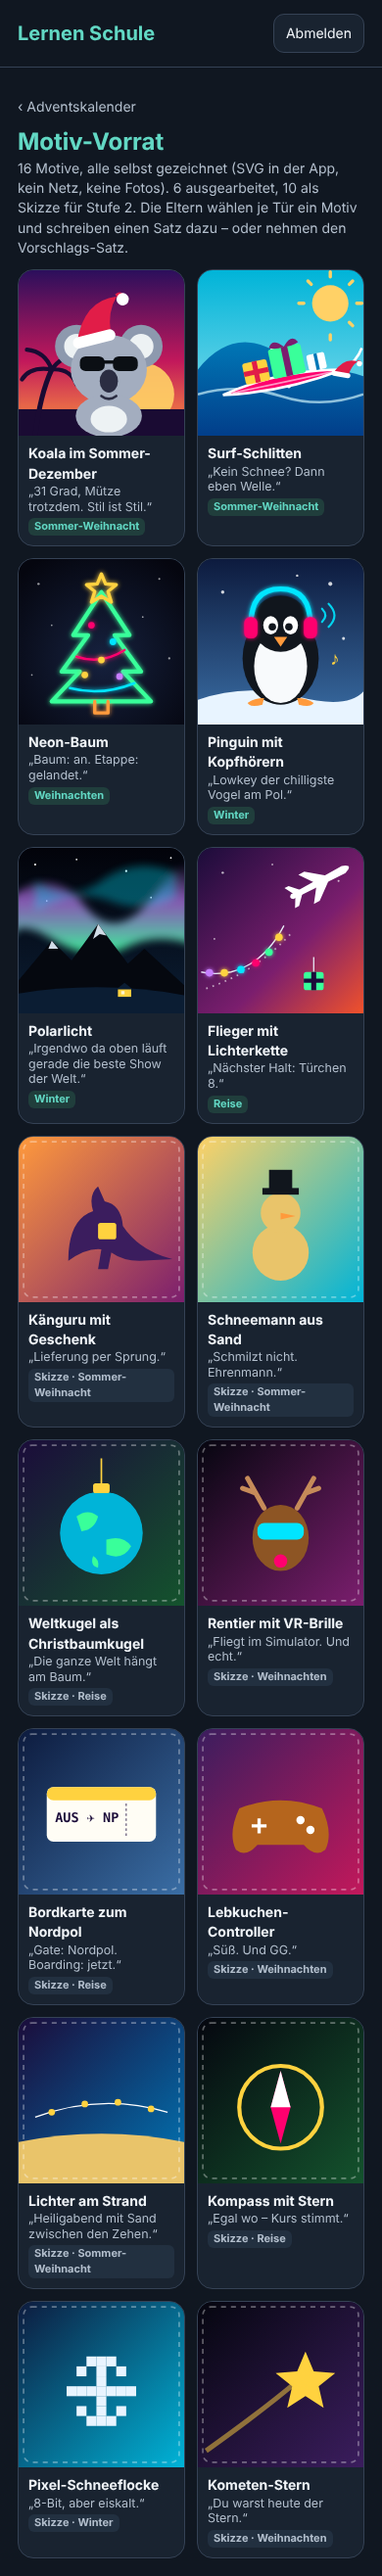 Lernen Schule
Abmelden
‹ Adventskalender
Motiv-Vorrat
16 Motive, alle selbst gezeichnet (SVG in der App,
kein Netz, keine Fotos). 6 ausgearbeitet, 10 als
Skizze für Stufe 2. Die Eltern wählen je Tür ein Motiv
und schreiben einen Satz dazu – oder nehmen den
Vorschlags-Satz.
Koala im Sommer-
Dezember
„31 Grad, Mütze
trotzdem. Stil ist Stil.“
Sommer-Weihnacht
Surf-Schlitten
„Kein Schnee? Dann
eben Welle.“
Sommer-Weihnacht
Neon-Baum
„Baum: an. Etappe:
gelandet.“
Weihnachten
Pinguin mit
Kopfhörern
„Lowkey der chilligste
Vogel am Pol.“
Winter
Polarlicht
„Irgendwo da oben läuft
gerade die beste Show
der Welt.“
Winter
Flieger mit
Lichterkette
„Nächster Halt: Türchen
8.“
Reise
Känguru mit
Geschenk
„Lieferung per Sprung.“
Skizze · Sommer-
Weihnacht
Schneemann aus
Sand
„Schmilzt nicht.
Ehrenmann.“
Skizze · Sommer-
Weihnacht
Weltkugel als
Christbaumkugel
„Die ganze Welt hängt
am Baum.“
Skizze · Reise
Rentier mit VR-Brille
„Fliegt im Simulator. Und
echt.“
Skizze · Weihnachten
AUS ✈ NP
Bordkarte zum
Nordpol
„Gate: Nordpol.
Boarding: jetzt.“
Skizze · Reise
Lebkuchen-
Controller
„Süß. Und GG.“
Skizze · Weihnachten
Lichter am Strand
„Heiligabend mit Sand
zwischen den Zehen.“
Skizze · Sommer-
Weihnacht
Kompass mit Stern
„Egal wo – Kurs stimmt.“
Skizze · Reise
Pixel-Schneeflocke
„8-Bit, aber eiskalt.“
Skizze · Winter
Kometen-Stern
„Du warst heute der
Stern.“
Skizze · Weihnachten